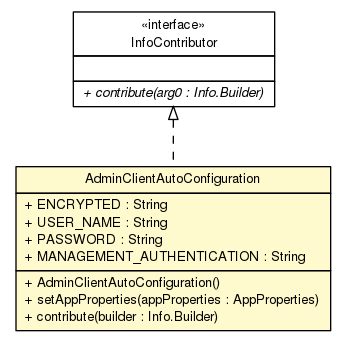 «interface»
InfoContributor
+ contribute(arg0 : Info.Builder)
AdminClientAutoConfiguration
+ ENCRYPTED : String
+ USER_NAME : String
+ PASSWORD : String
+ MANAGEMENT_AUTHENTICATION : String
+ AdminClientAutoConfiguration()
+ setAppProperties(appProperties : AppProperties)
+ contribute(builder : Info.Builder)